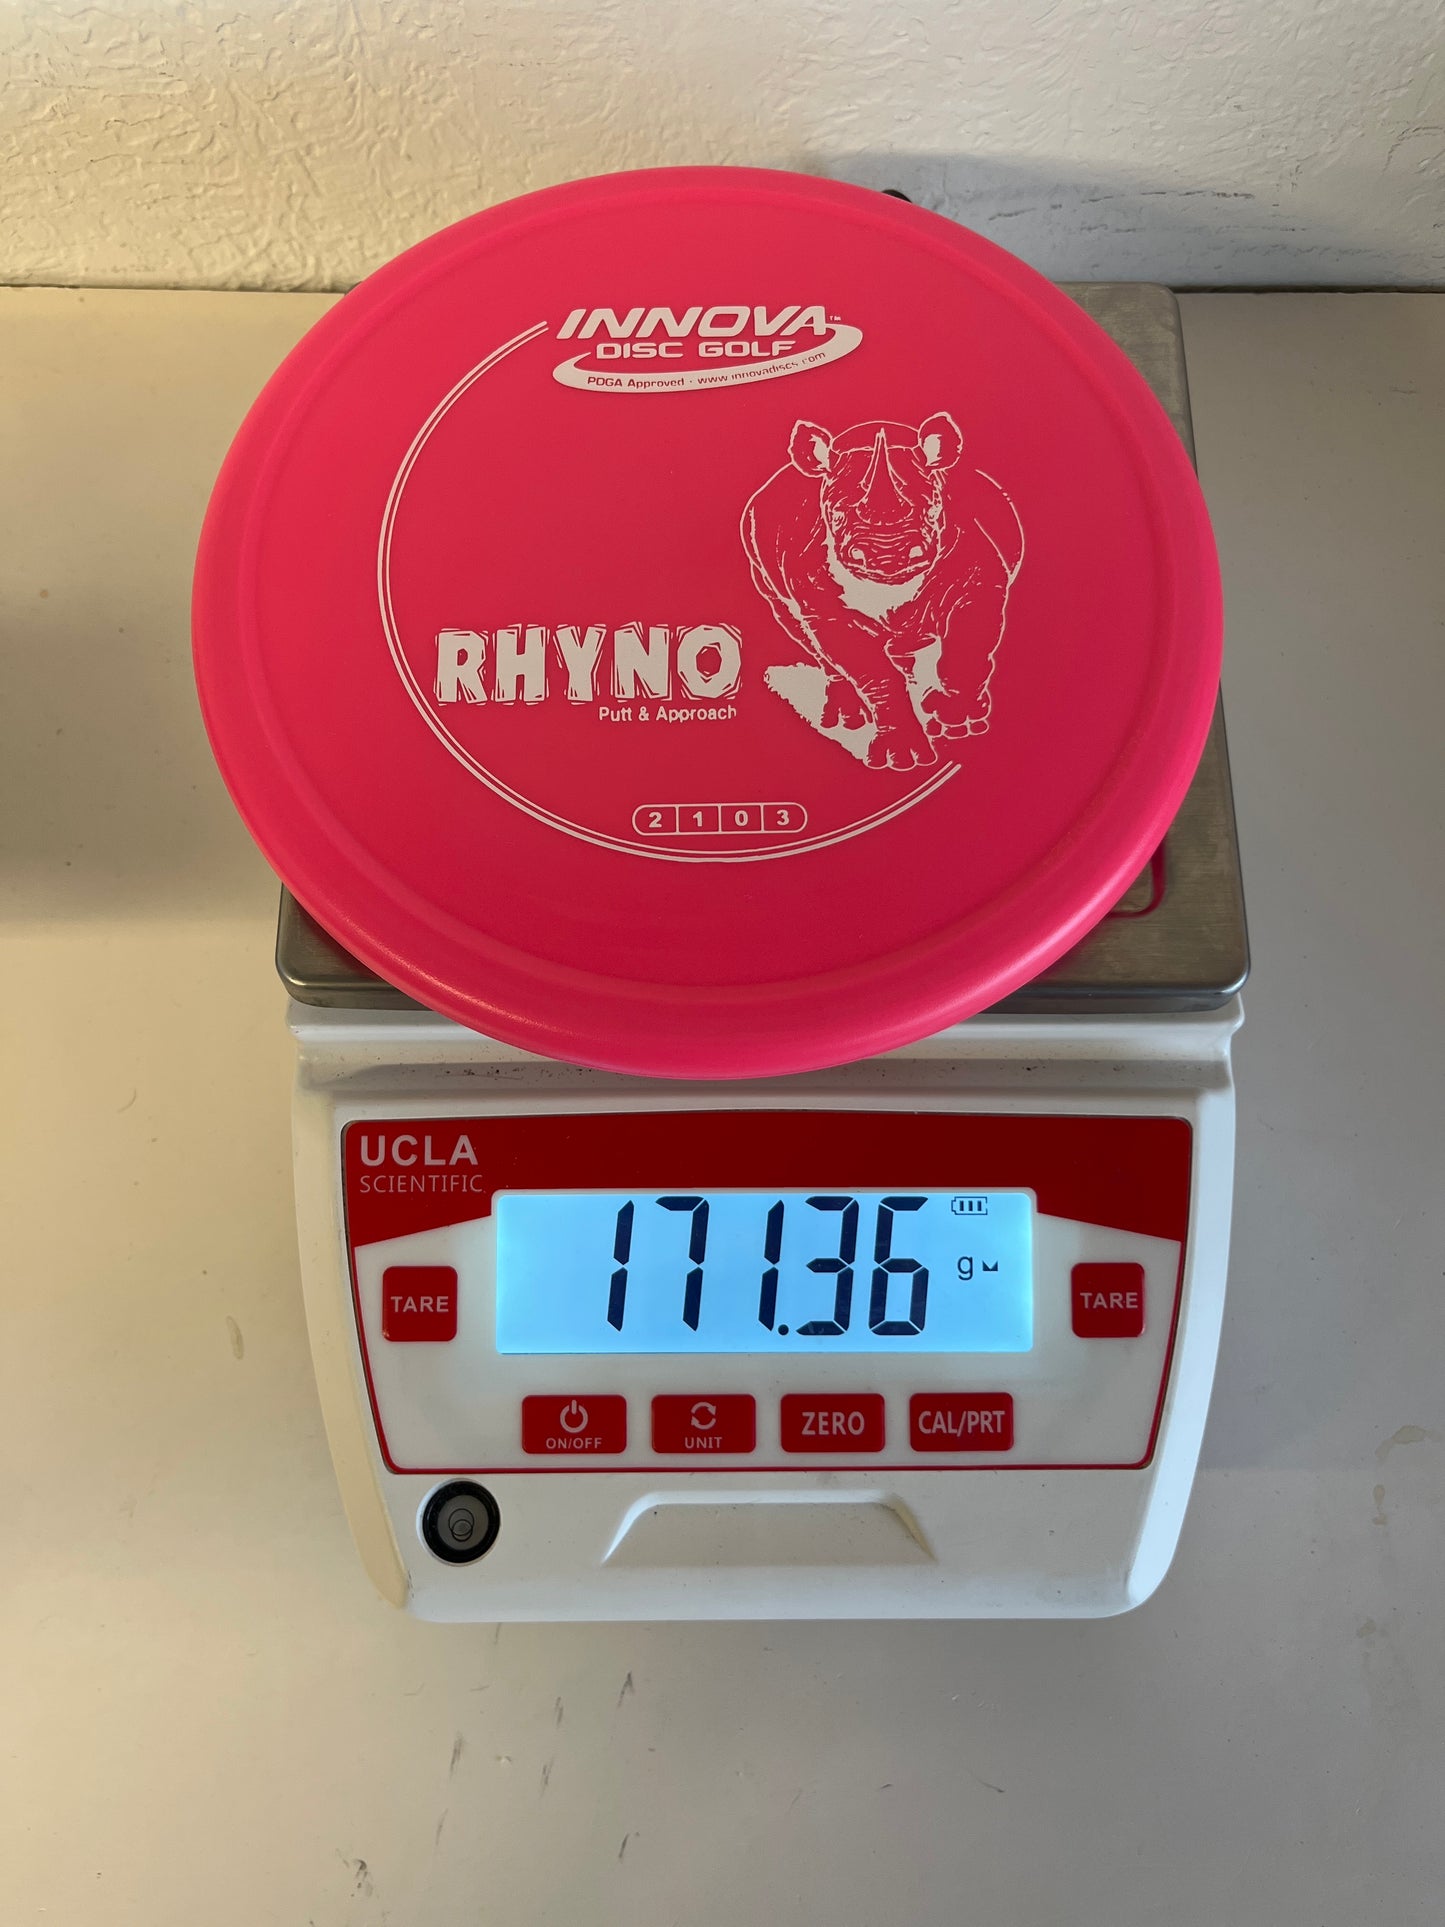 INNOVA™
DISC GOLF
PDGA Approved · www.innovadiscs.com
RHYNO
Putt & Approach
2 1 0 3
UCLA
SCIENTIFIC
171.36 g
TARE
TARE
ON/OFF
UNIT
ZERO
CAL/PRT